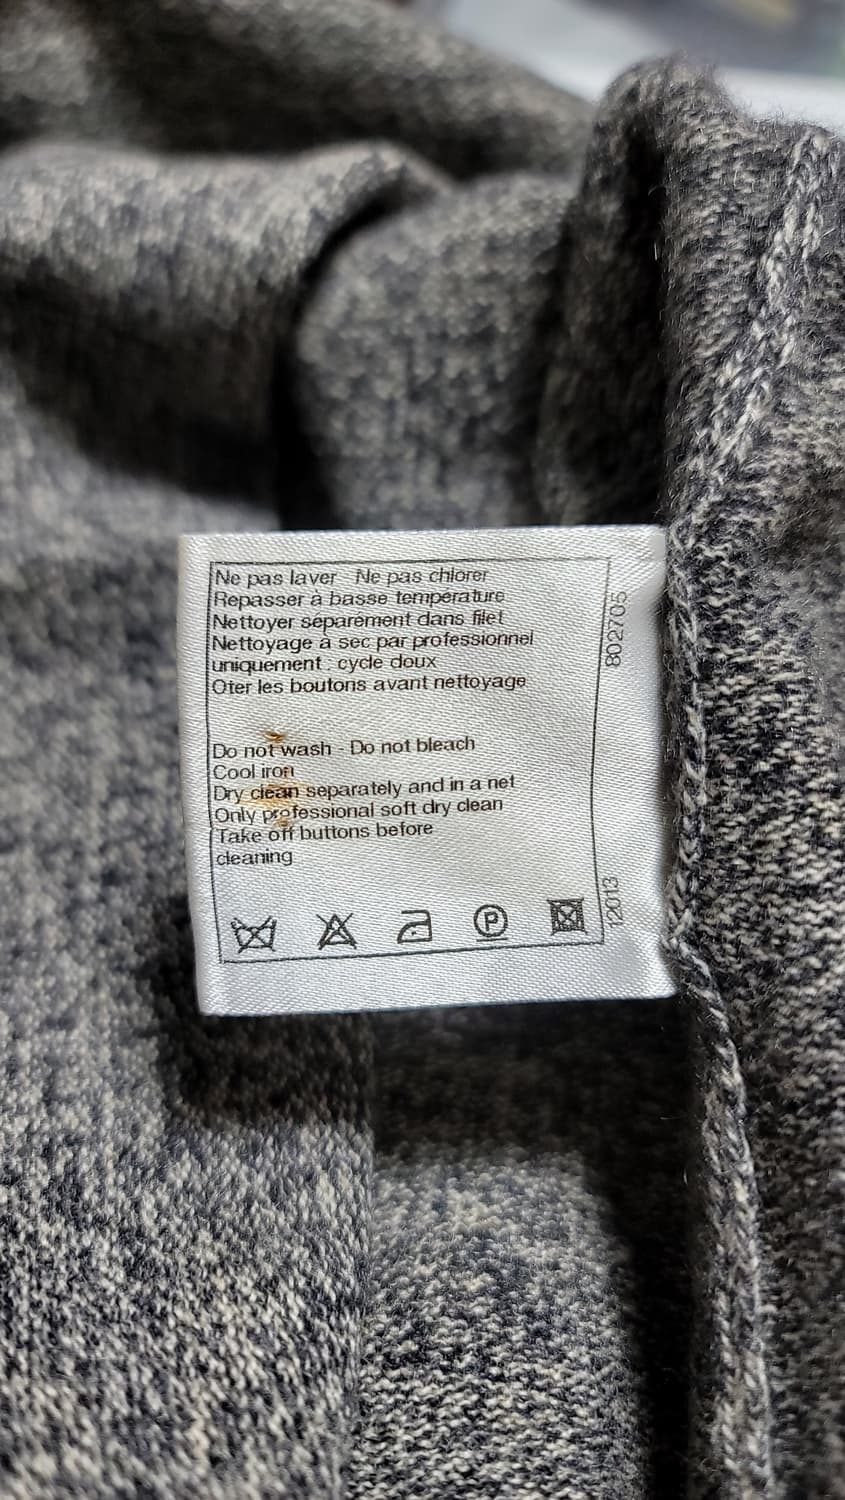 Ne pas laver - Ne pas chlorer
Repasser à basse température
Nettoyer séparément dans filet
Nettoyage à sec par professionnel
uniquement : cycle doux
Oter les boutons avant nettoyage
Do not wash - Do not bleach
Cool iron
Dry clean separately and in a net
Only professional soft dry clean
Take off buttons before
cleaning
P
802705
12013